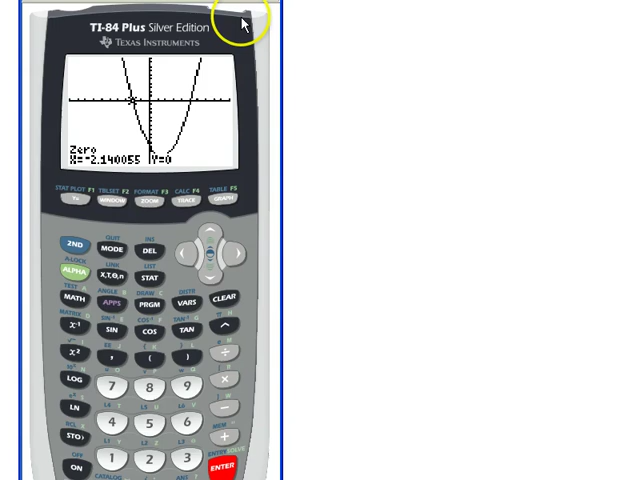 TI-84 Plus Silver Edition
TEXAS INSTRUMENTS
Zero
X=-2.140055 Y=0
STAT PLOT F1 TBLSET F2 FORMAT F3 CALC F4 TABLE F5
Y= WINDOW ZOOM TRACE GRAPH
QUIT INS
2ND MODE DEL
A-LOCK LINK LIST
ALPHA X,T,Θ,n STAT
TEST A ANGLE B DRAW C DISTR
MATH APPS PRGM VARS CLEAR
MATRIX D SIN⁻¹ E COS⁻¹ F TAN⁻¹ G π H
x⁻¹ SIN COS TAN ^
EE J { K } L
x² , ( ) ÷
LOG 7 8 9 ×
L4 T L5 U L6 V
LN 4 5 6 −
RCL X L1 Y L2 Z L3 MEM
STO› 1 2 3 +
OFF ENTRY SOLVE
ON ENTER
CATALOG